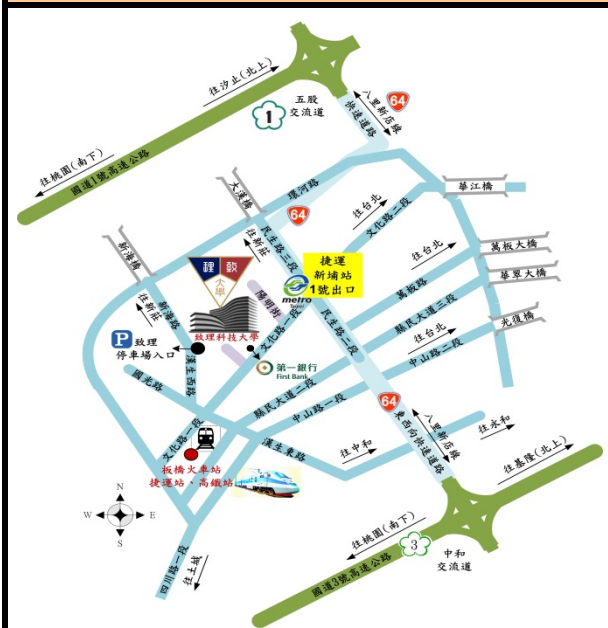 往汐止(北上)
1
五股
交流道
64
八里新店線
快速道路
往桃園(南下)
國道1號高速公路
大漢橋
環河路
華江橋
64
往台北
文化路二段
新海橋
往新莊
民生路三段
捷運
新埔站
1號出口
往台北
萬板大橋
致理
大學
陽明街
metro
Taipei
萬板路
華翠大橋
往新莊
新海路
文化路一段
民生路二段
縣民大道三段
往台北
光復橋
P 致理
停車場入口
致理科技大學
漢生西路
第一銀行
First Bank
中山路二段
國光路
縣民大道二段
中山路一段
64
文化路一段
漢生東路
八里新店線
東西向快速道路
往永和
往中和
板橋火車站
捷運站、高鐵站
往基隆(北上)
N
W
E
S
四川路一段
往土城
往桃園(南下)
3
中和
交流道
國道3號高速公路